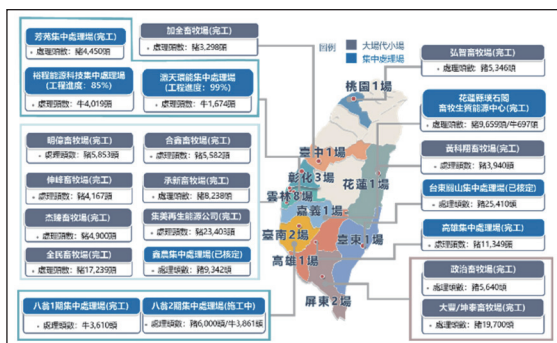 芳苑集中處理場(完工)
• 處理頭數：豬4,450頭
裕程能源科技集中處理場
(工程進度：85%)
• 處理頭數：牛4,019頭
加全畜牧場(完工)
• 處理頭數：豬3,298頭
漢天環能集中處理場
(工程進度：99%)
• 處理頭數：牛1,674頭
圖例
大場代小場
集中處理場
弘智畜牧場(完工)
• 處理頭數：豬5,346頭
花蓮縣璞石閣
畜牧生質能源中心(完工)
• 處理頭數：豬9,659頭/牛697頭
黃科翔畜牧場(完工)
• 處理頭數：豬3,940頭
台東關山集中處理場(已核定)
• 處理頭數：豬25,410頭
高雄集中處理場(完工)
• 處理頭數：豬11,349頭
政治畜牧(完工)
• 處理頭數：豬5,640頭
大豐/坤泰畜牧場(完工)
• 處理頭數：豬19,700頭
明偉畜牧場(完工)
• 處理頭數：豬5,853頭
合鑫畜牧場(完工)
• 處理頭數：豬5,582頭
伸峰畜牧場(完工)
• 處理頭數：豬4,167頭
承新畜牧場(完工)
• 處理頭數：豬8,238頭
杰臻畜牧場(完工)
• 處理頭數：豬4,900頭
集美再生能源公司(完工)
• 處理頭數：豬23,403頭
全民畜牧場(完工)
• 處理頭數：豬17,239頭
鑫農集中處理場(已核定)
• 處理頭數：豬9,342頭
八翁1期集中處理場(完工)
• 處理頭數：牛3,610頭
八翁2期集中處理場(施工中)
• 處理頭數：豬6,000頭/牛3,861頭
桃園1場
臺中1場
彰化3場
花蓮1場
雲林8場
嘉義1場
臺南2場
臺東1場
高雄1場
屏東2場